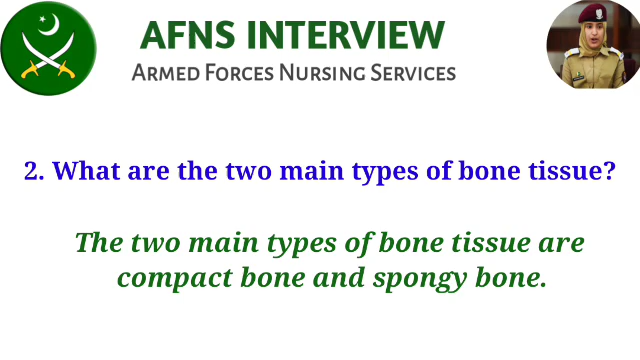 AFNS INTERVIEW
ARMED FORCES NURSING SERVICES
2. What are the two main types of bone tissue?
The two main types of bone tissue are
compact bone and spongy bone.